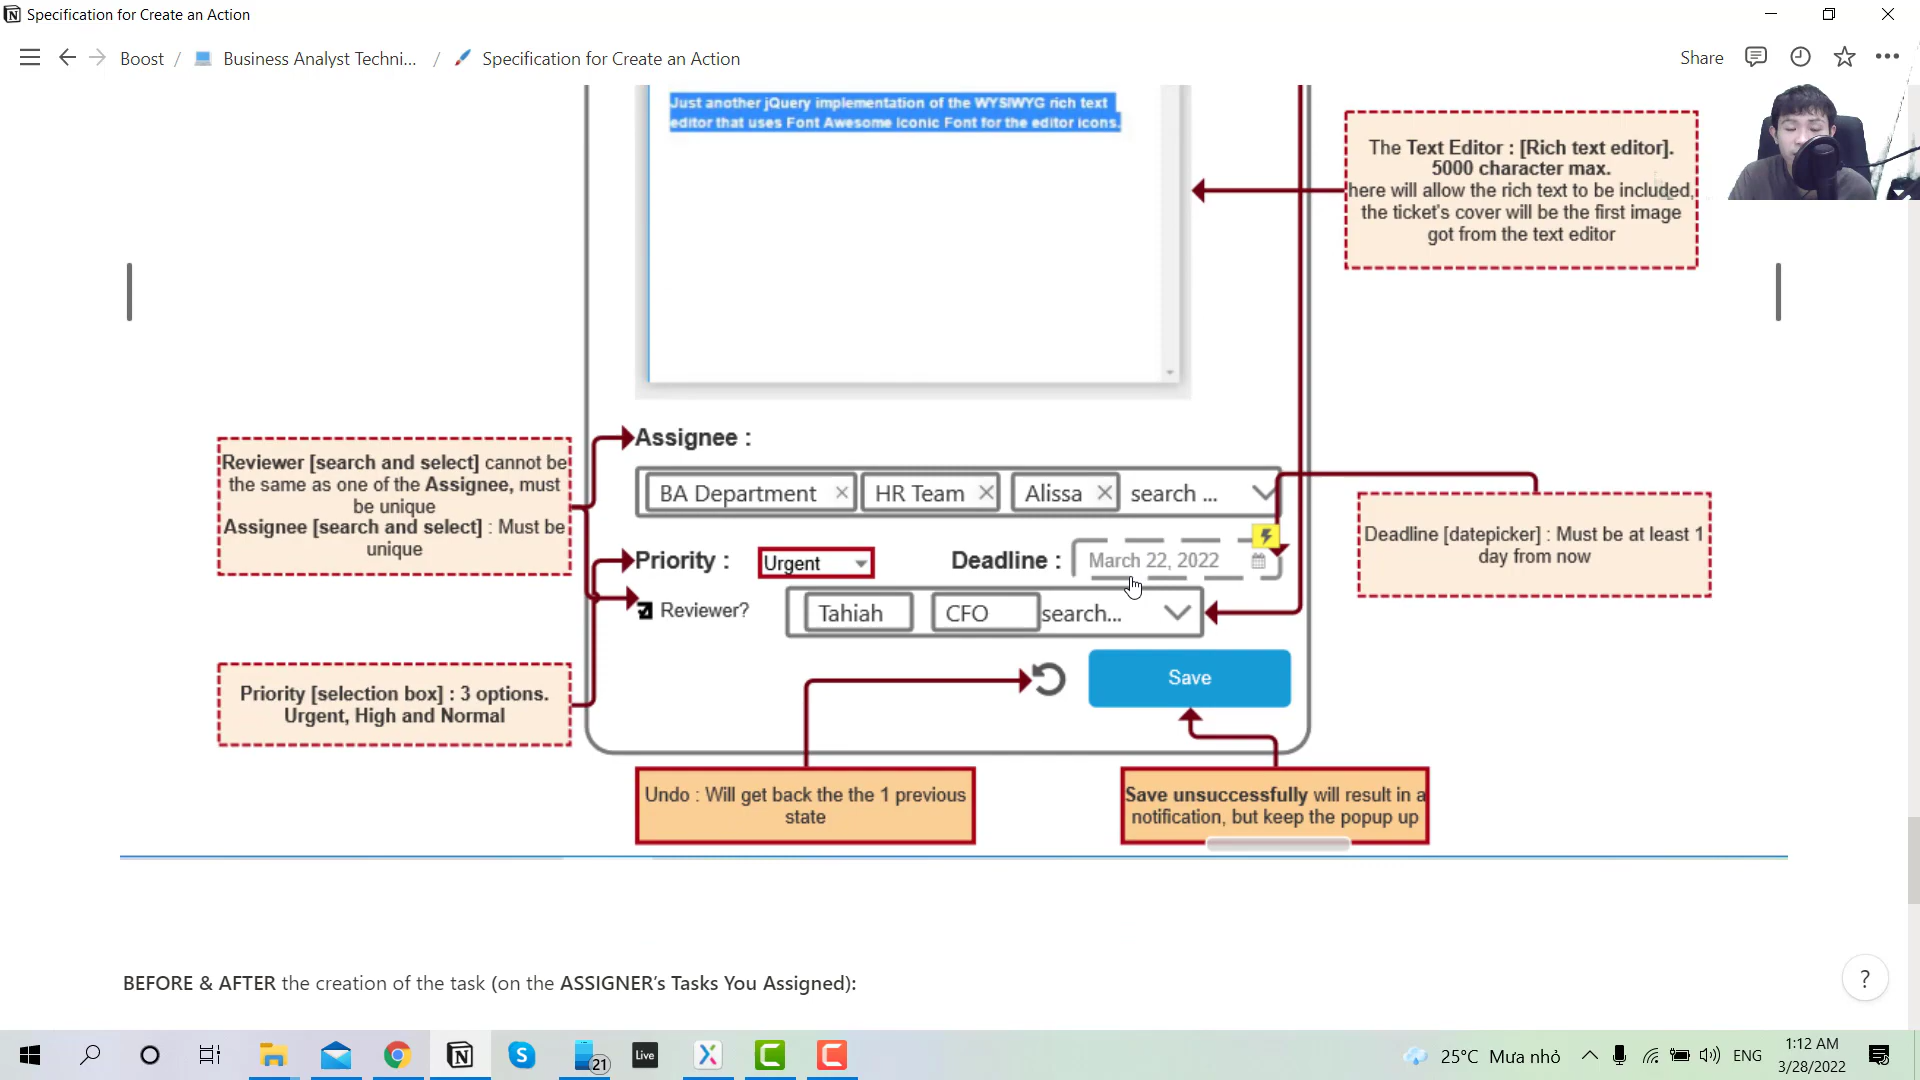 Specification for Create an Action
Boost / Business Analyst Techni... / Specification for Create an Action
Share
Just another jQuery implementation of the WYSIWYG rich text
editor that uses Font Awesome Iconic Font for the editor icons.
The Text Editor : [Rich text editor].
5000 character max.
here will allow the rich text to be included,
the ticket's cover will be the first image
got from the text editor
Reviewer [search and select] cannot be
the same as one of the Assignee, must
be unique
Assignee [search and select] : Must be
unique
Assignee :
BA Department × HR Team × Alissa × search ...
Priority : Urgent Deadline : March 22, 2022
Reviewer? Tahiah CFO search...
Deadline [datepicker] : Must be at least 1
day from now
Priority [selection box] : 3 options.
Urgent, High and Normal
Save
Undo : Will get back the the 1 previous
state
Save unsuccessfully will result in a
notification, but keep the popup up
BEFORE & AFTER the creation of the task (on the ASSIGNER's Tasks You Assigned):
?
21
Live
25°C Mưa nhỏ
ENG
1:12 AM
3/28/2022